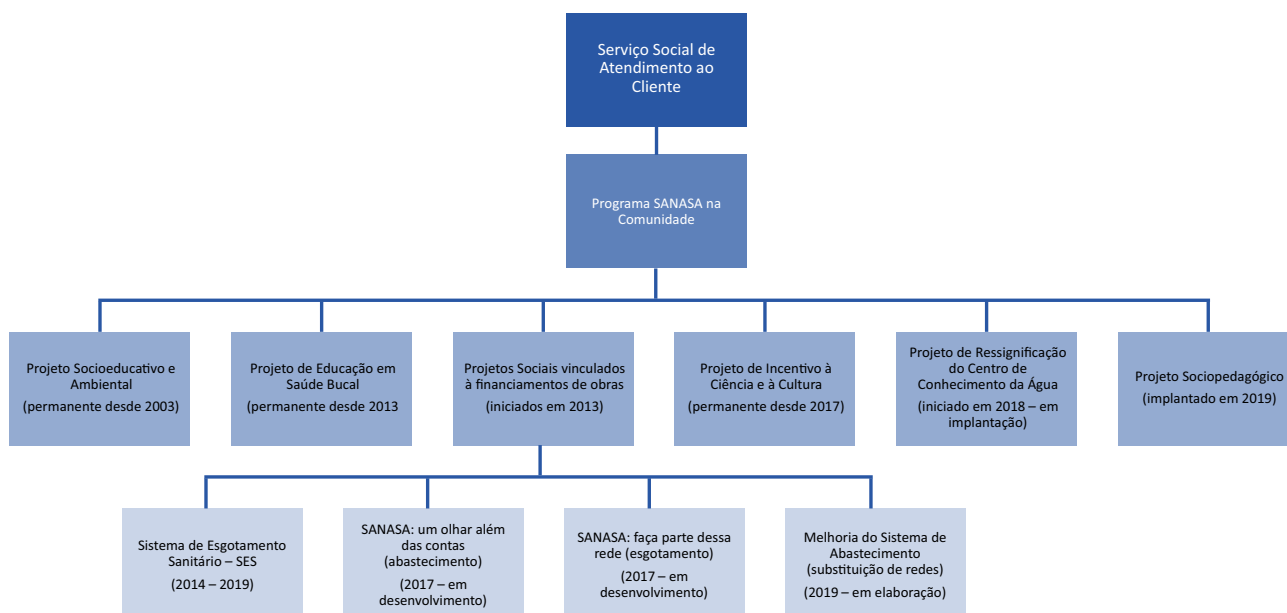 Serviço Social de
Atendimento ao
Cliente
Programa SANASA na
Comunidade
Projeto Socioeducativo e
Ambiental
(permanente desde 2003)
Projeto de Educação em
Saúde Bucal
(permanente desde 2013
Projetos Sociais vinculados
à financiamentos de obras
(iniciados em 2013)
Projeto de Incentivo à
Ciência e à Cultura
(permanente desde 2017)
Projeto de Ressignificação
do Centro de
Conhecimento da Água
(iniciado em 2018 – em
implantação)
Projeto Sociopedagógico
(implantado em 2019)
Sistema de Esgotamento
Sanitário – SES
(2014 – 2019)
SANASA: um olhar além
das contas
(abastecimento)
(2017 – em
desenvolvimento)
SANASA: faça parte dessa
rede (esgotamento)
(2017 – em
desenvolvimento)
Melhoria do Sistema de
Abastecimento
(substituição de redes)
(2019 – em elaboração)